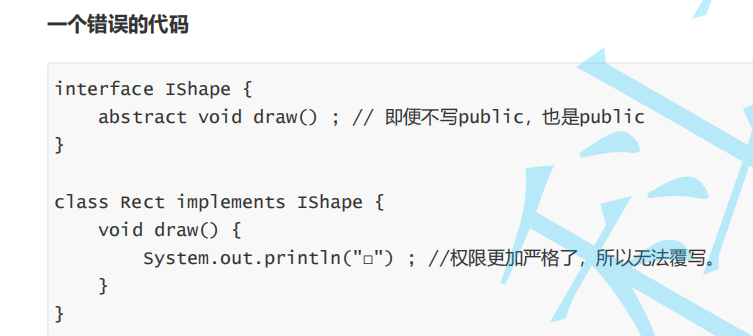 一个错误的代码
interface IShape {
    abstract void draw() ; // 即便不写public，也是public
}
class Rect implements IShape {
    void draw() {
        System.out.println("□") ; //权限更加严格了，所以无法覆写。
    }
}